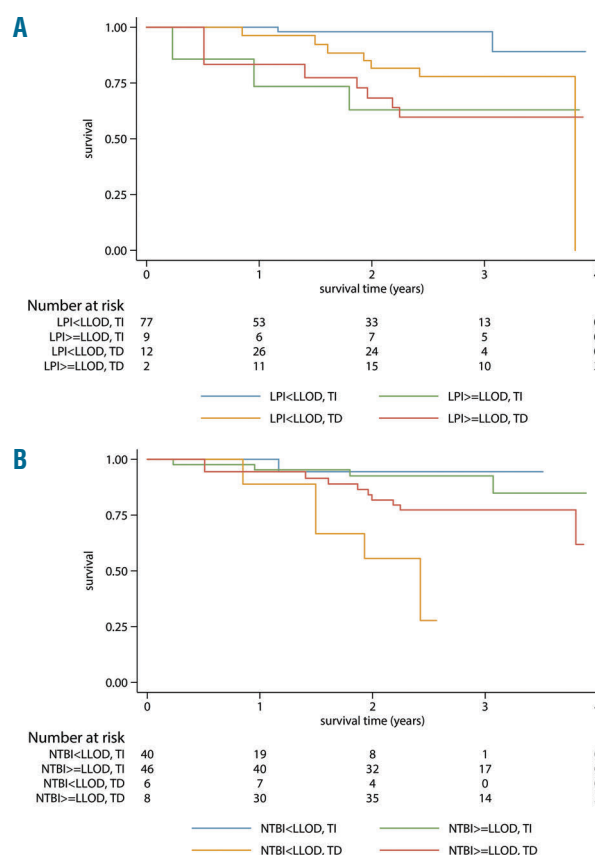 A
1.00
0.75
0.50
0.25
0.00
survival
0 1 2 3 4
survival time (years)
Number at risk
LPI<LLOD, TI 77 53 33 13
LPI>=LLOD, TI 9 6 7 5
LPI<LLOD, TD 12 26 24 4
LPI>=LLOD, TD 2 11 15 10
LPI<LLOD, TI LPI>=LLOD, TI
LPI<LLOD, TD LPI>=LLOD, TD
B
1.00
0.75
0.50
0.25
0.00
survival
0 1 2 3
survival time (years)
Number at risk
NTBI<LLOD, TI 40 19 8 1
NTBI>=LLOD, TI 46 40 32 17
NTBI<LLOD, TD 6 7 4 0
NTBI>=LLOD, TD 8 30 35 14
NTBI<LLOD, TI NTBI>=LLOD, TI
NTBI<LLOD, TD NTBI>=LLOD, TD